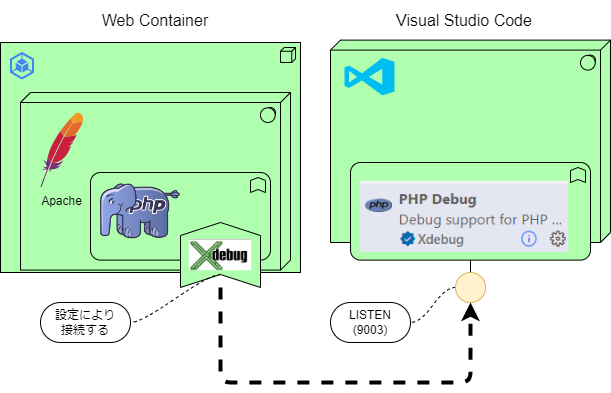 Web Container
Visual Studio Code
Apache
php
Xdebug
設定により
接続する
php
PHP Debug
Debug support for PHP ...
Xdebug
LISTEN
(9003)